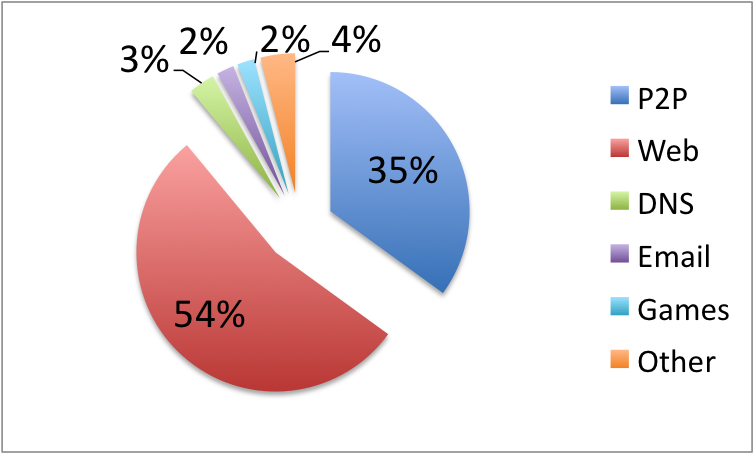 3%
2%
2%
4%
35%
54%
P2P
Web
DNS
Email
Games
Other